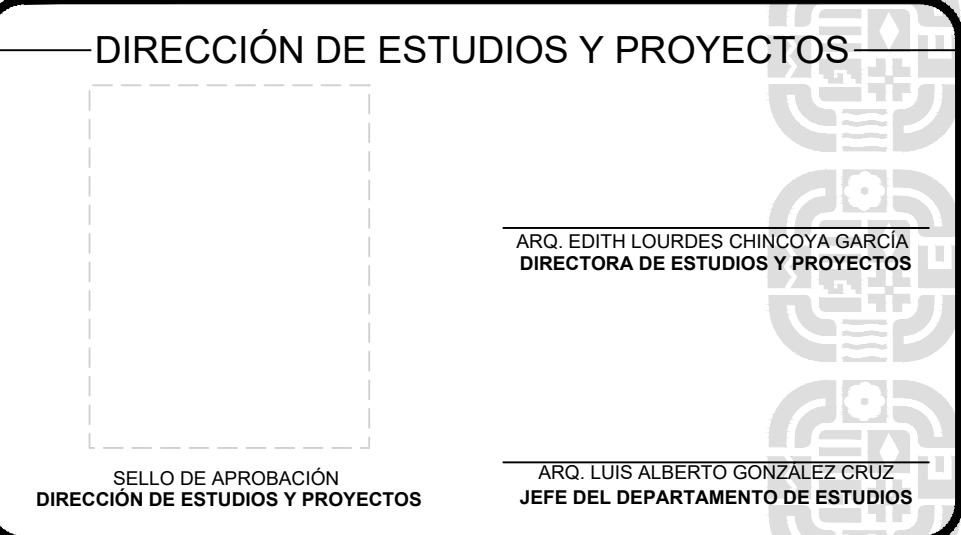 DIRECCIÓN DE ESTUDIOS Y PROYECTOS
ARQ. EDITH LOURDES CHINCOYA GARCÍA
DIRECTORA DE ESTUDIOS Y PROYECTOS
SELLO DE APROBACIÓN
DIRECCIÓN DE ESTUDIOS Y PROYECTOS
ARQ. LUIS ALBERTO GONZÁLEZ CRUZ
JEFE DEL DEPARTAMENTO DE ESTUDIOS